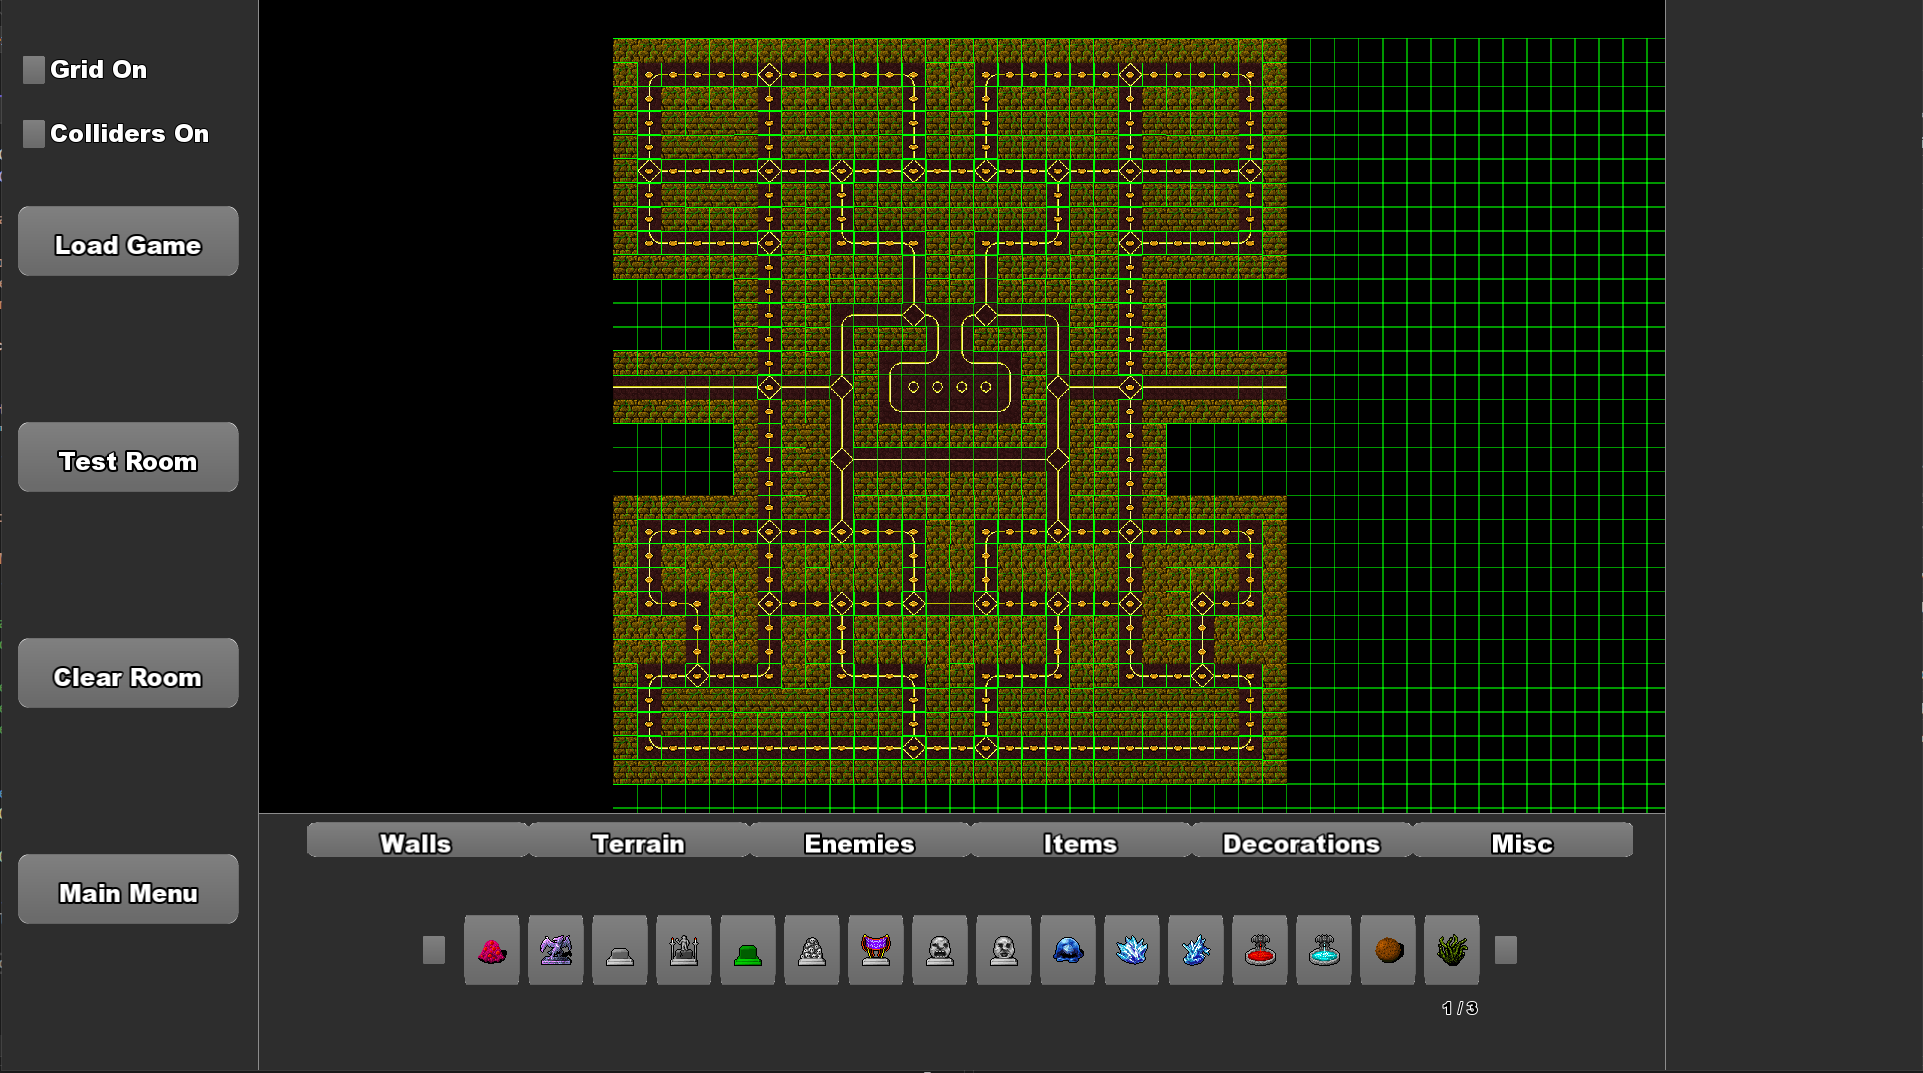 Grid On
Colliders On
Load Game
Test Room
Clear Room
Main Menu
Walls Terrain Enemies Items Decorations Misc
1/3